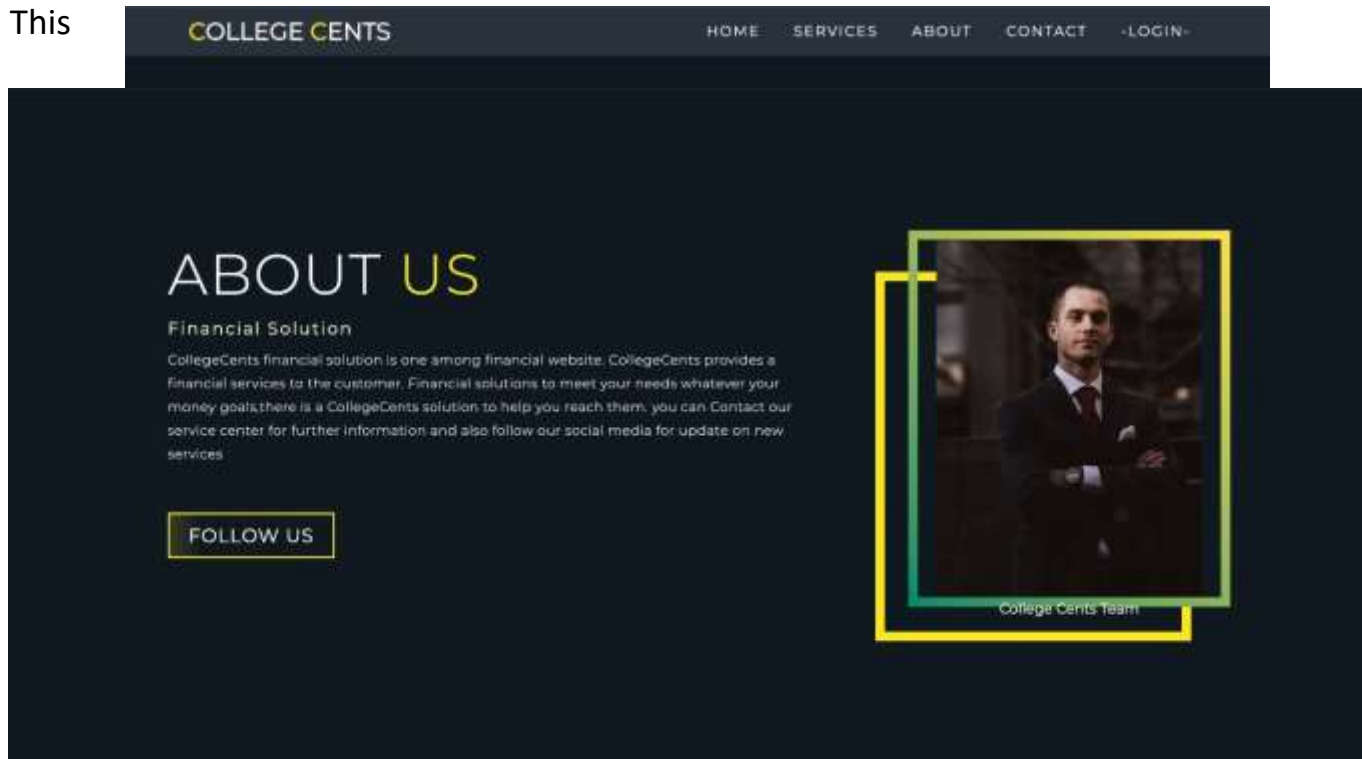 This
COLLEGE CENTS
HOME SERVICES ABOUT CONTACT -LOGIN-
ABOUT US
Financial Solution
CollegeCents financial solution is one among financial website. CollegeCents provides a
financial services to the customer. Financial solutions to meet your needs whatever your
money goals,there is a CollegeCents solution to help you reach them. you can Contact our
service center for further information and also follow our social media for update on new
services
FOLLOW US
College Cents Team